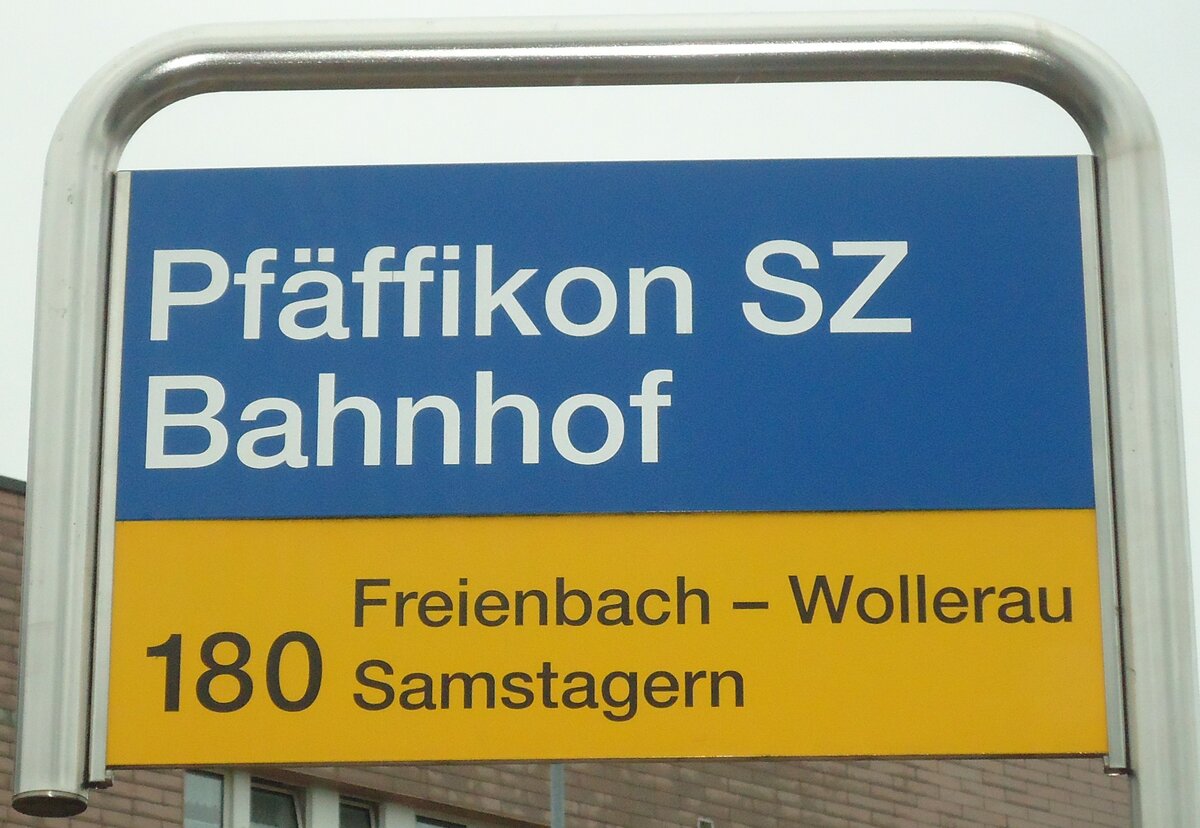 Pfäffikon SZ
Bahnhof
180 Freienbach – Wollerau
Samstagern